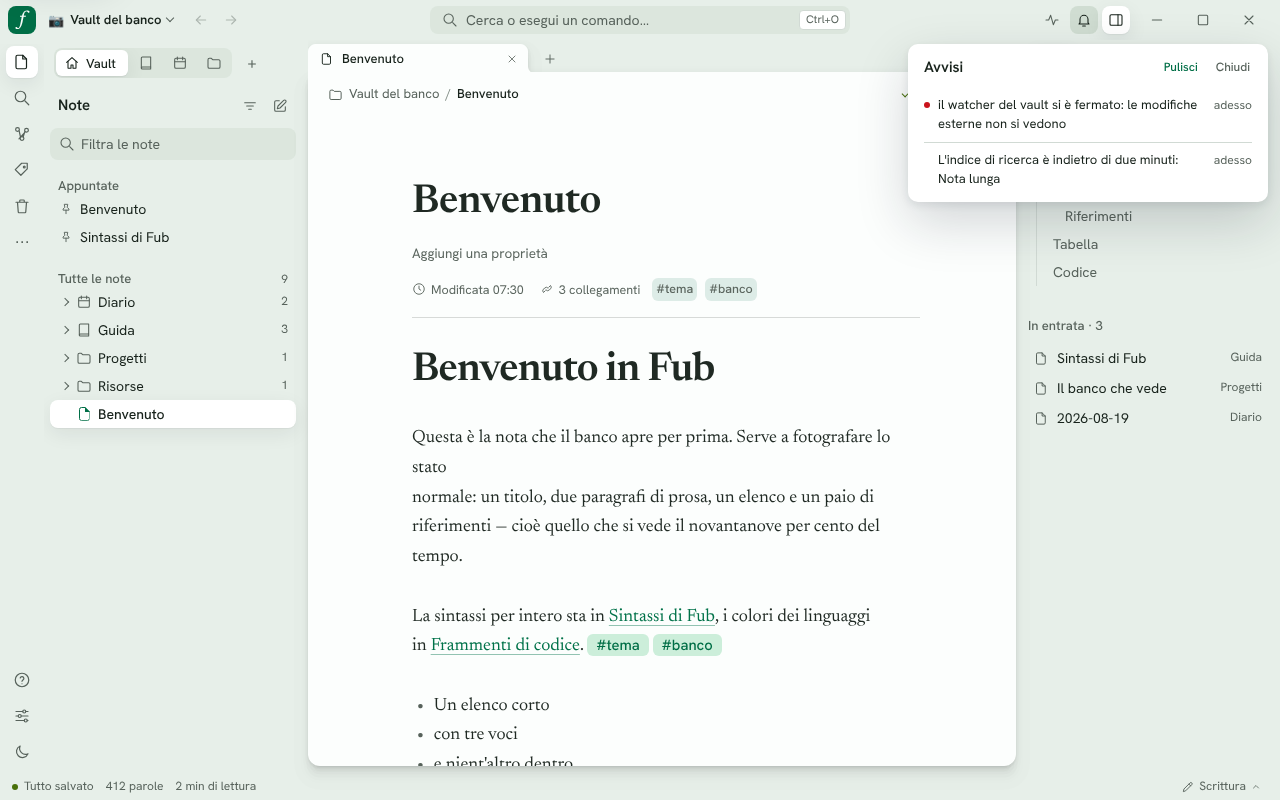 Vault del banco
Cerca o esegui un comando...
Ctrl+O
Vault
Note
Filtra le note
Appuntate
Benvenuto
Sintassi di Fub
Tutte le note 9
Diario 2
Guida 3
Progetti 1
Risorse 1
Benvenuto
Benvenuto
Vault del banco / Benvenuto
Benvenuto
Aggiungi una proprietà
Modificata 07:30 3 collegamenti #tema #banco
Benvenuto in Fub
Questa è la nota che il banco apre per prima. Serve a fotografare lo
stato
normale: un titolo, due paragrafi di prosa, un elenco e un paio di
riferimenti — cioè quello che si vede il novantanove per cento del
tempo.
La sintassi per intero sta in Sintassi di Fub, i colori dei linguaggi
in Frammenti di codice. #tema #banco
• Un elenco corto
• con tre voci
• e nient'altro dentro
Avvisi Pulisci Chiudi
il watcher del vault si è fermato: le modifiche adesso
esterne non si vedono
L'indice di ricerca è indietro di due minuti: adesso
Nota lunga
Riferimenti
Tabella
Codice
In entrata · 3
Sintassi di Fub Guida
Il banco che vede Progetti
2026-08-19 Diario
Tutto salvato 412 parole 2 min di lettura
Scrittura